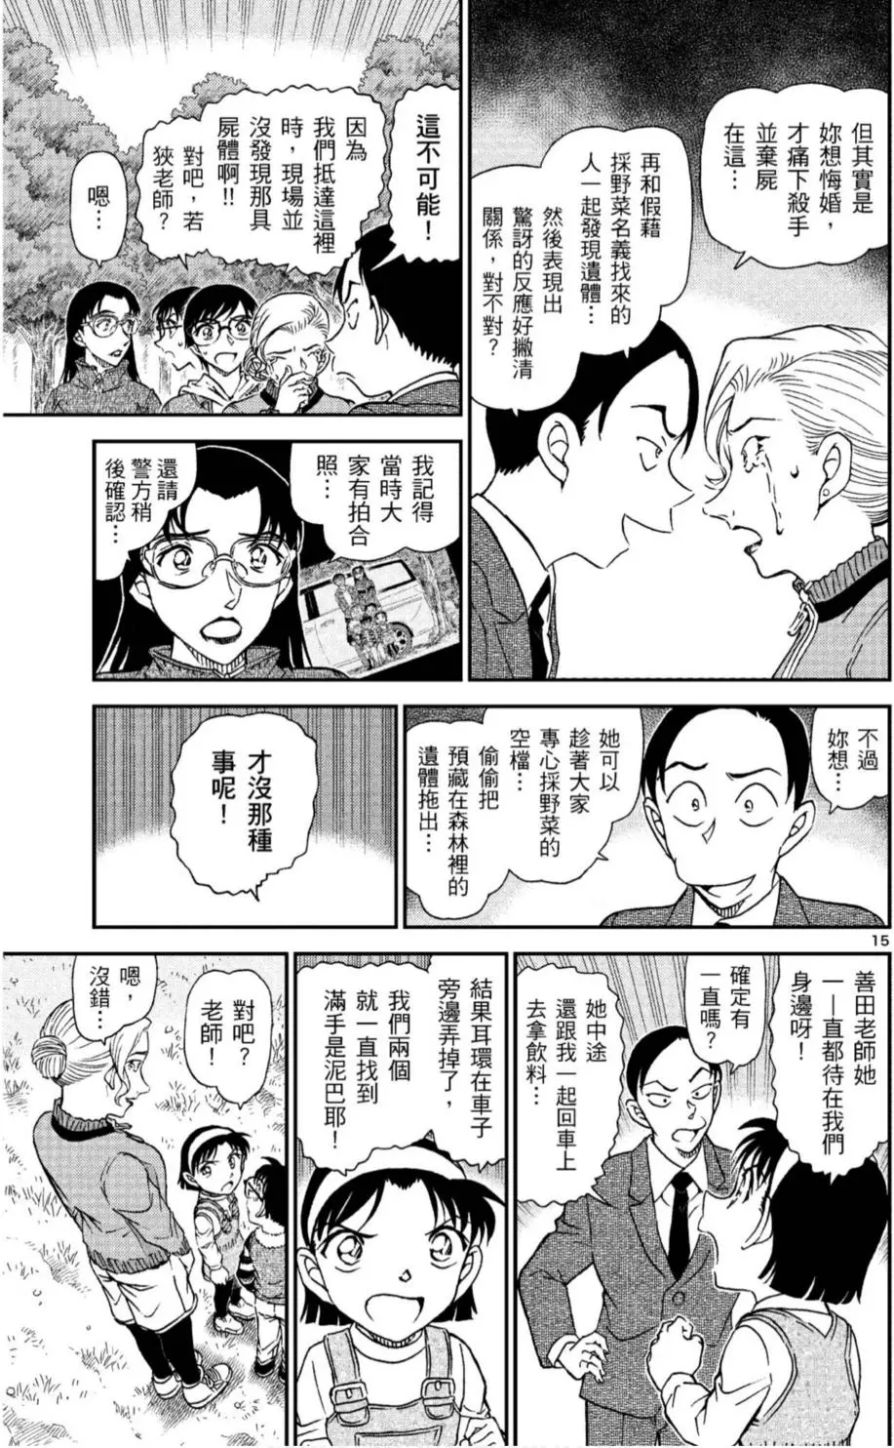 但其實是
妳想悔婚，
才痛下殺手
並棄屍
在這…
再和假藉
採野菜名義找來的
人一起發現遺體…
然後表現出
驚訝的反應好撇清
關係，對不對？
這不可能！
因為
我們抵達這裡
時，現場並
沒發現那具
屍體啊!!
對吧，若
狹老師？
嗯…
我記得
當時大
家有拍合
照…
還請
警方稍
後確認…
不過
妳想…
她可以
趁著大家
專心採野菜的
空檔…
偷偷把
預藏在森林裡的
遺體拖出…
才沒那種
事呢！
15
善田老師她
一—直都待在我們
身邊呀！
確定有
一直嗎？
她中途
還跟我一起回車上
去拿飲料…
結果耳環在車子
旁邊弄掉了，
我們兩個
就一直找到
滿手是泥巴耶！
對吧？
老師！
嗯，
沒錯…